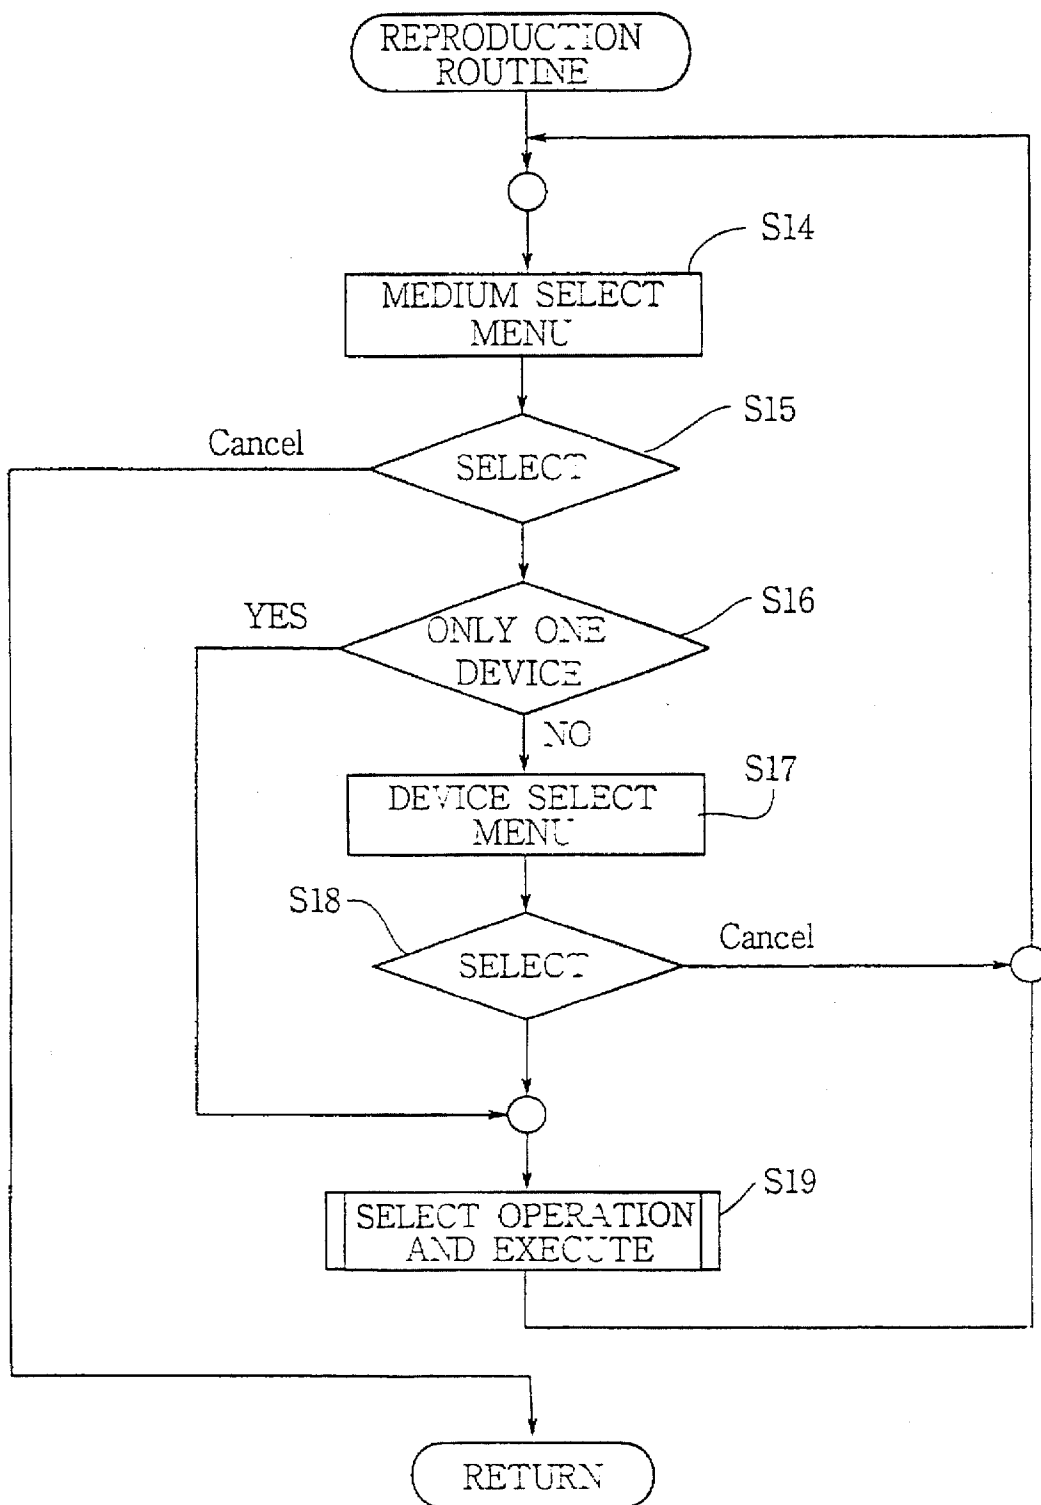 REPRODUCTION
ROUTINE
S14
MEDIUM SELECT
MENU
S15
Cancel
SELECT
S16
YES
ONLY ONE
DEVICE
NO
S17
DEVICE SELECT
MENU
S18
Cancel
SELECT
S19
SELECT OPERATION
AND EXECUTE
RETURN